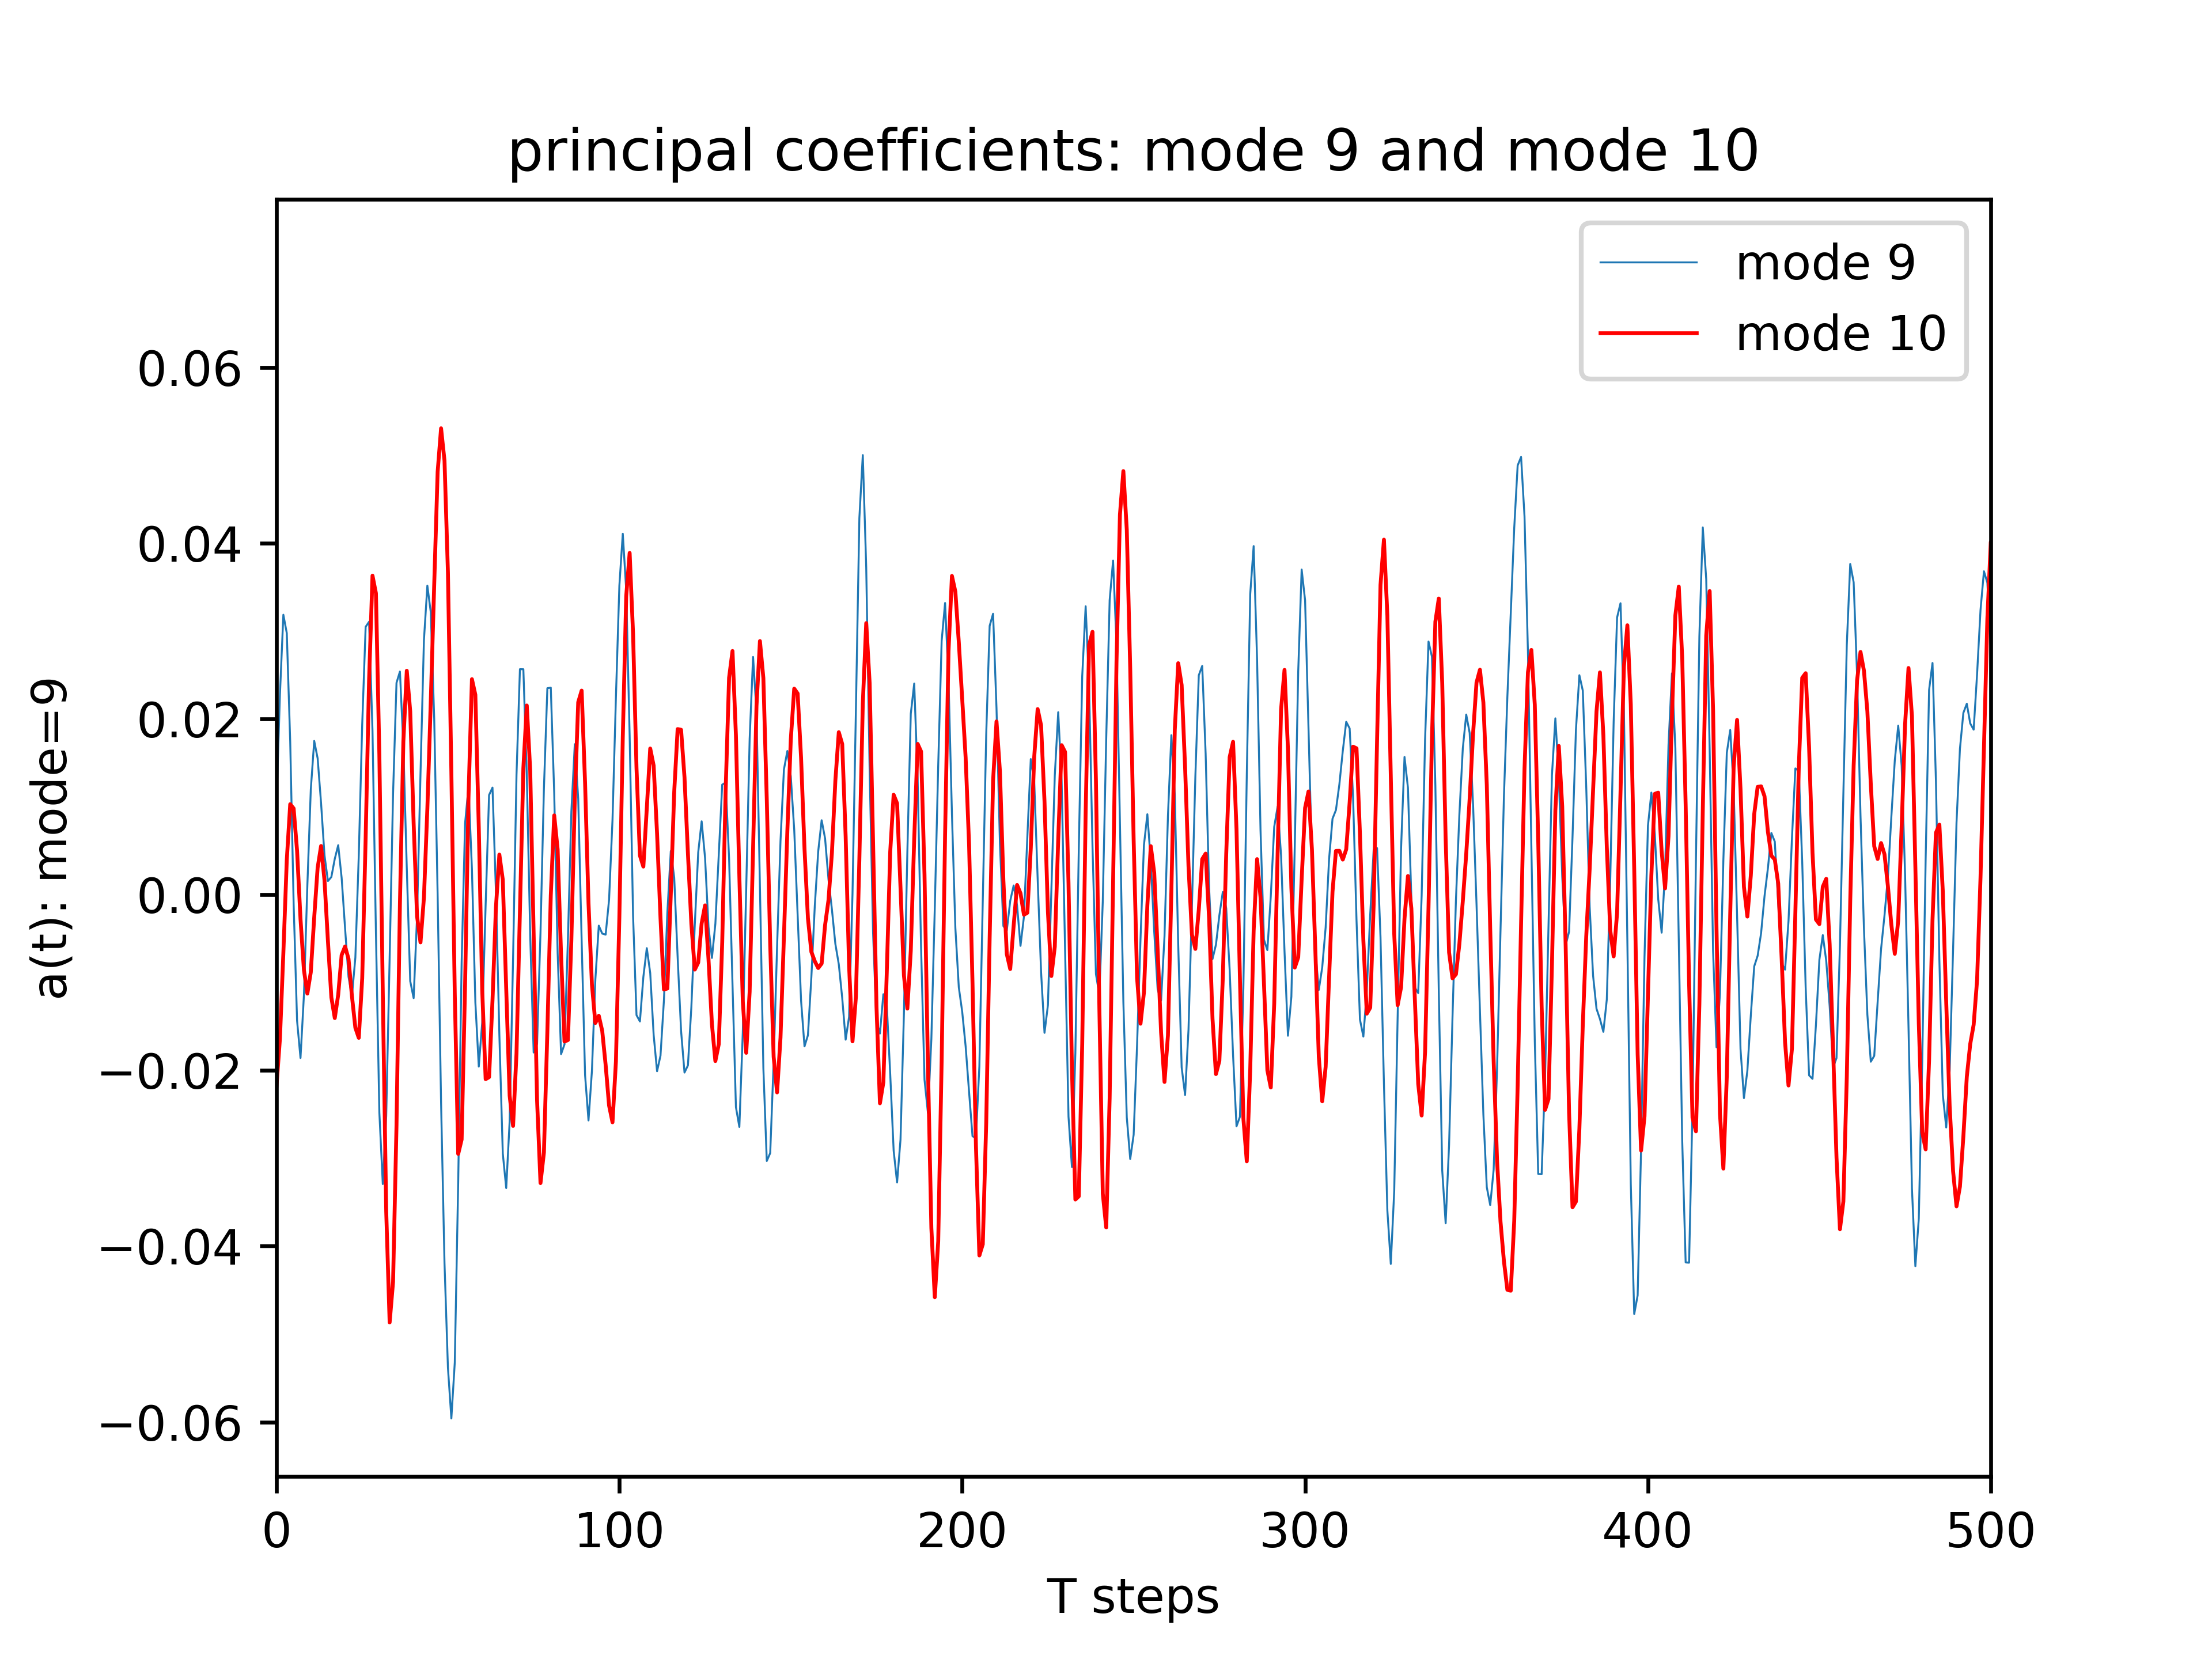 principal coefficients: mode 9 and mode 10
mode 9
mode 10
a(t): mode=9
0.06
0.04
0.02
0.00
−0.02
−0.04
−0.06
0 100 200 300 400 500
T steps